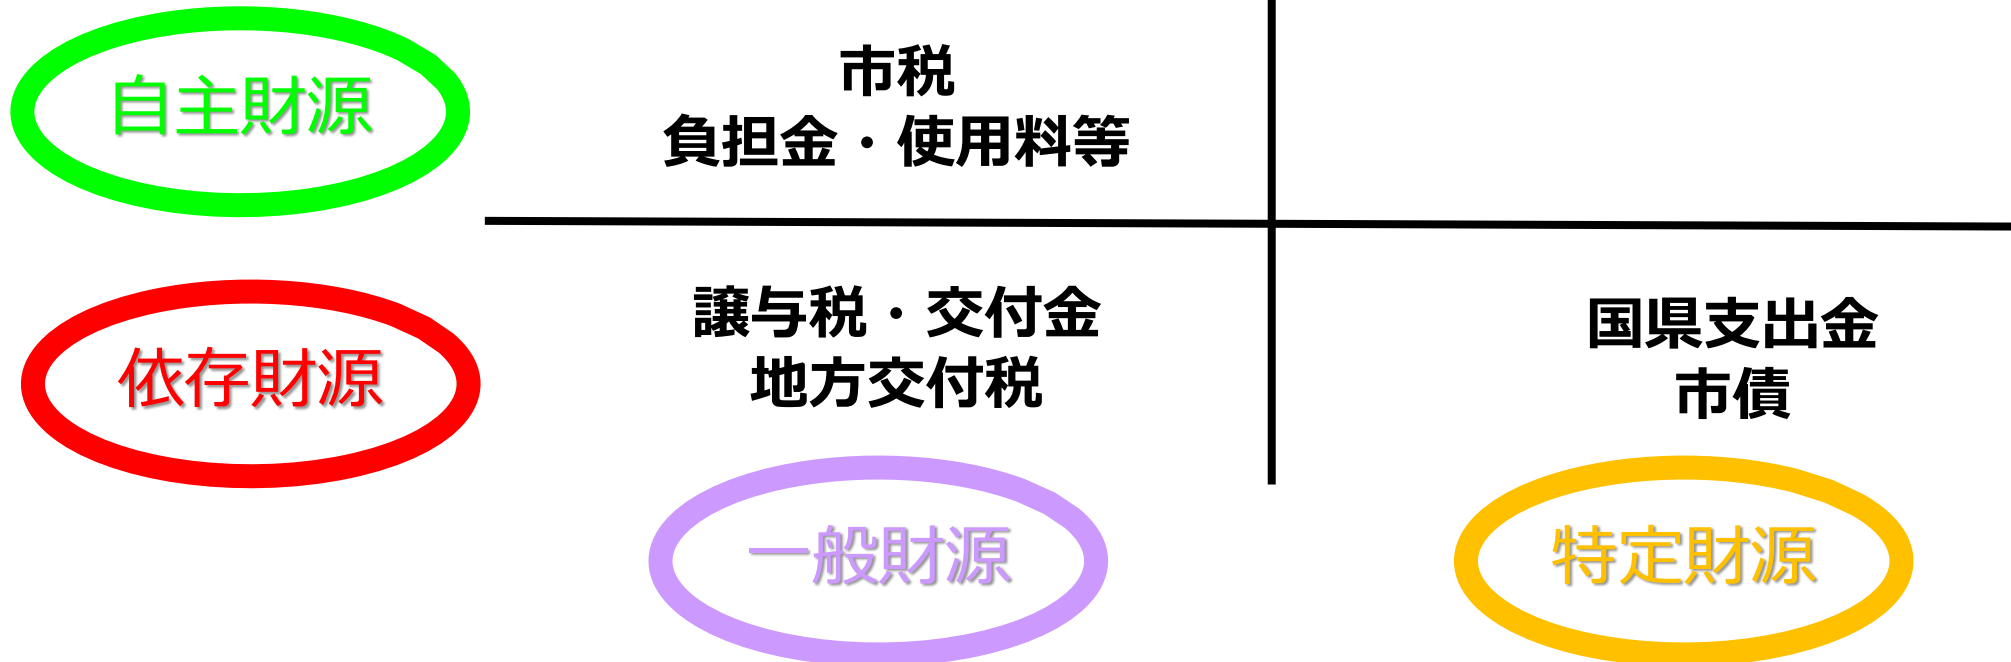 自主財源
市税
負担金・使用料等
依存財源
譲与税・交付金
地方交付税
国県支出金
市債
一般財源
特定財源